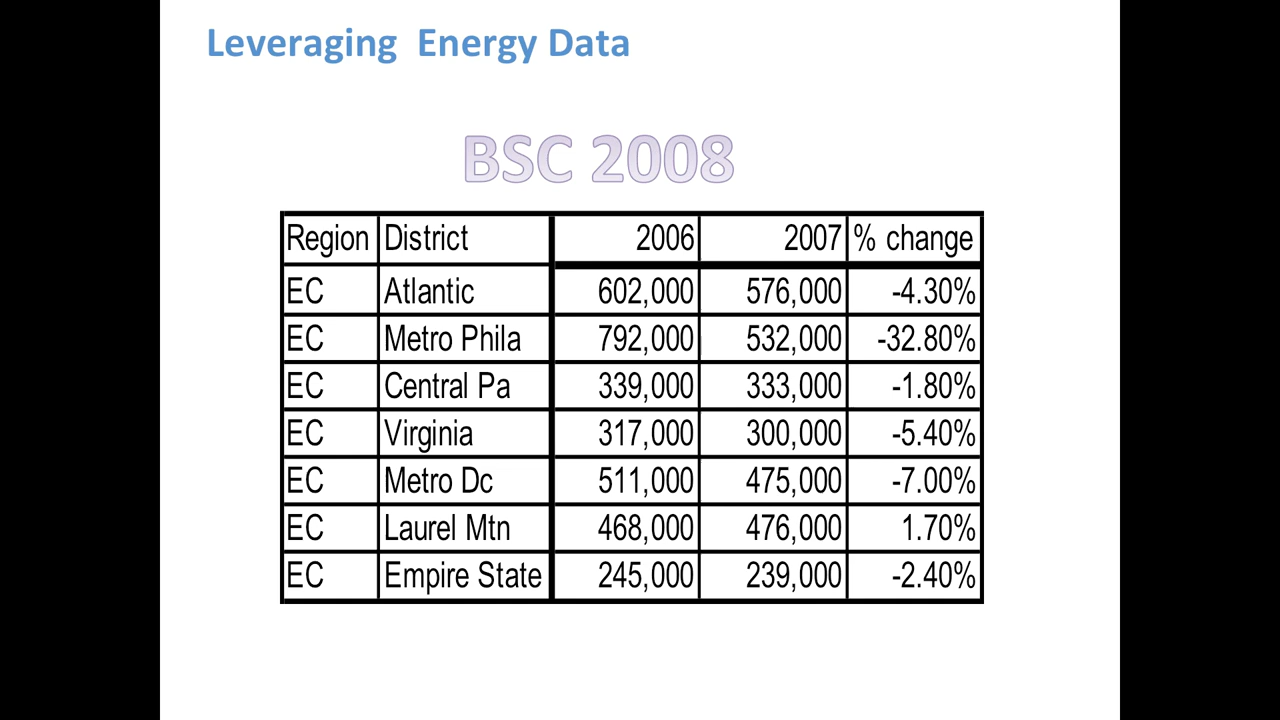 Leveraging  Energy Data
BSC 2008
Region District 2006 2007 % change
EC Atlantic 602,000 576,000 -4.30%
EC Metro Phila 792,000 532,000 -32.80%
EC Central Pa 339,000 333,000 -1.80%
EC Virginia 317,000 300,000 -5.40%
EC Metro Dc 511,000 475,000 -7.00%
EC Laurel Mtn 468,000 476,000 1.70%
EC Empire State 245,000 239,000 -2.40%